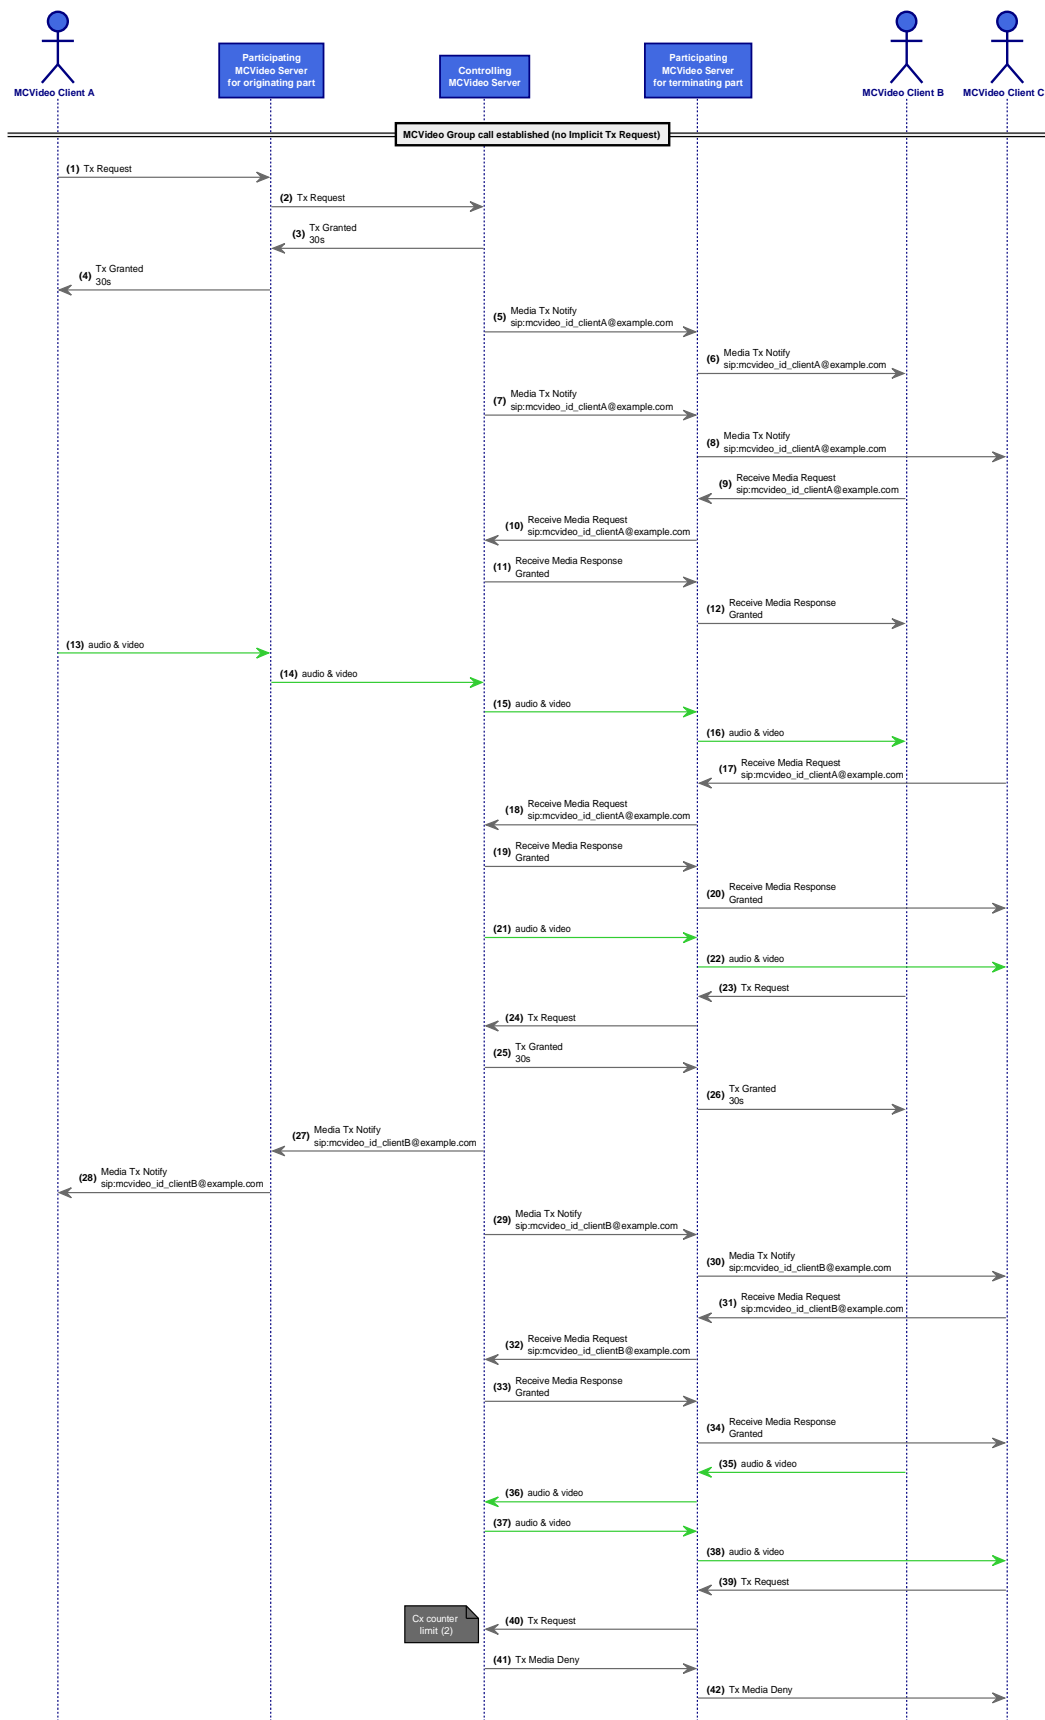 MCVideo Client A
Participating
MCVideo Server
for originating part
Controlling
MCVideo Server
Participating
MCVideo Server
for terminating part
MCVideo Client B
MCVideo Client C
MCVideo Group call established (no Implicit Tx Request)
(1) Tx Request
(2) Tx Request
(3) Tx Granted
30s
(4) Tx Granted
30s
(5) Media Tx Notify
sip:mcvideo_id_clientA@example.com
(6) Media Tx Notify
sip:mcvideo_id_clientA@example.com
(7) Media Tx Notify
sip:mcvideo_id_clientA@example.com
(8) Media Tx Notify
sip:mcvideo_id_clientA@example.com
(9) Receive Media Request
sip:mcvideo_id_clientA@example.com
(10) Receive Media Request
sip:mcvideo_id_clientA@example.com
(11) Receive Media Response
Granted
(12) Receive Media Response
Granted
(13) audio & video
(14) audio & video
(15) audio & video
(16) audio & video
(17) Receive Media Request
sip:mcvideo_id_clientA@example.com
(18) Receive Media Request
sip:mcvideo_id_clientA@example.com
(19) Receive Media Response
Granted
(20) Receive Media Response
Granted
(21) audio & video
(22) audio & video
(23) Tx Request
(24) Tx Request
(25) Tx Granted
30s
(26) Tx Granted
30s
(27) Media Tx Notify
sip:mcvideo_id_clientB@example.com
(28) Media Tx Notify
sip:mcvideo_id_clientB@example.com
(29) Media Tx Notify
sip:mcvideo_id_clientB@example.com
(30) Media Tx Notify
sip:mcvideo_id_clientB@example.com
(31) Receive Media Request
sip:mcvideo_id_clientB@example.com
(32) Receive Media Request
sip:mcvideo_id_clientB@example.com
(33) Receive Media Response
Granted
(34) Receive Media Response
Granted
(35) audio & video
(36) audio & video
(37) audio & video
(38) audio & video
(39) Tx Request
Cx counter
limit (2)
(40) Tx Request
(41) Tx Media Deny
(42) Tx Media Deny